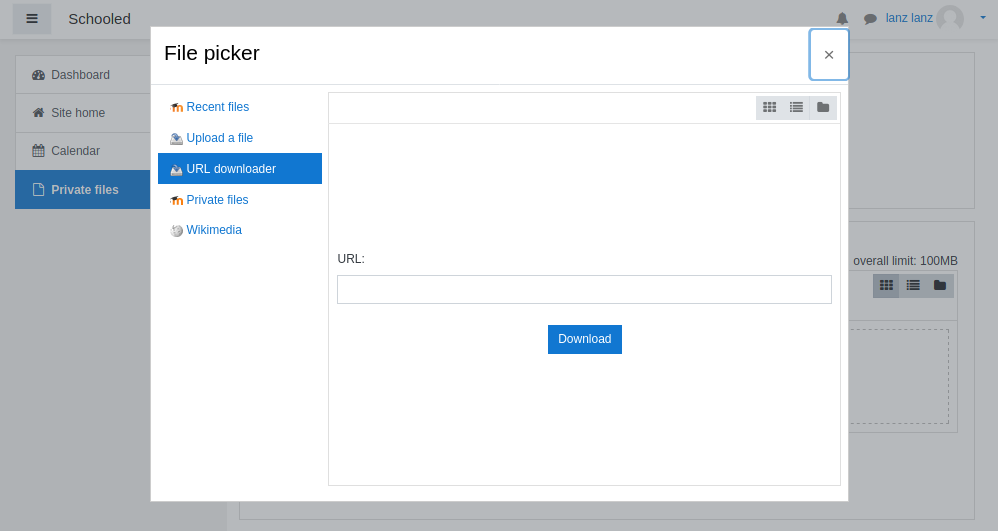 Schooled
lanz lanz
File picker
×
Dashboard
Site home
Calendar
Private files
Recent files
Upload a file
URL downloader
Private files
Wikimedia
URL:
Download
overall limit: 100MB